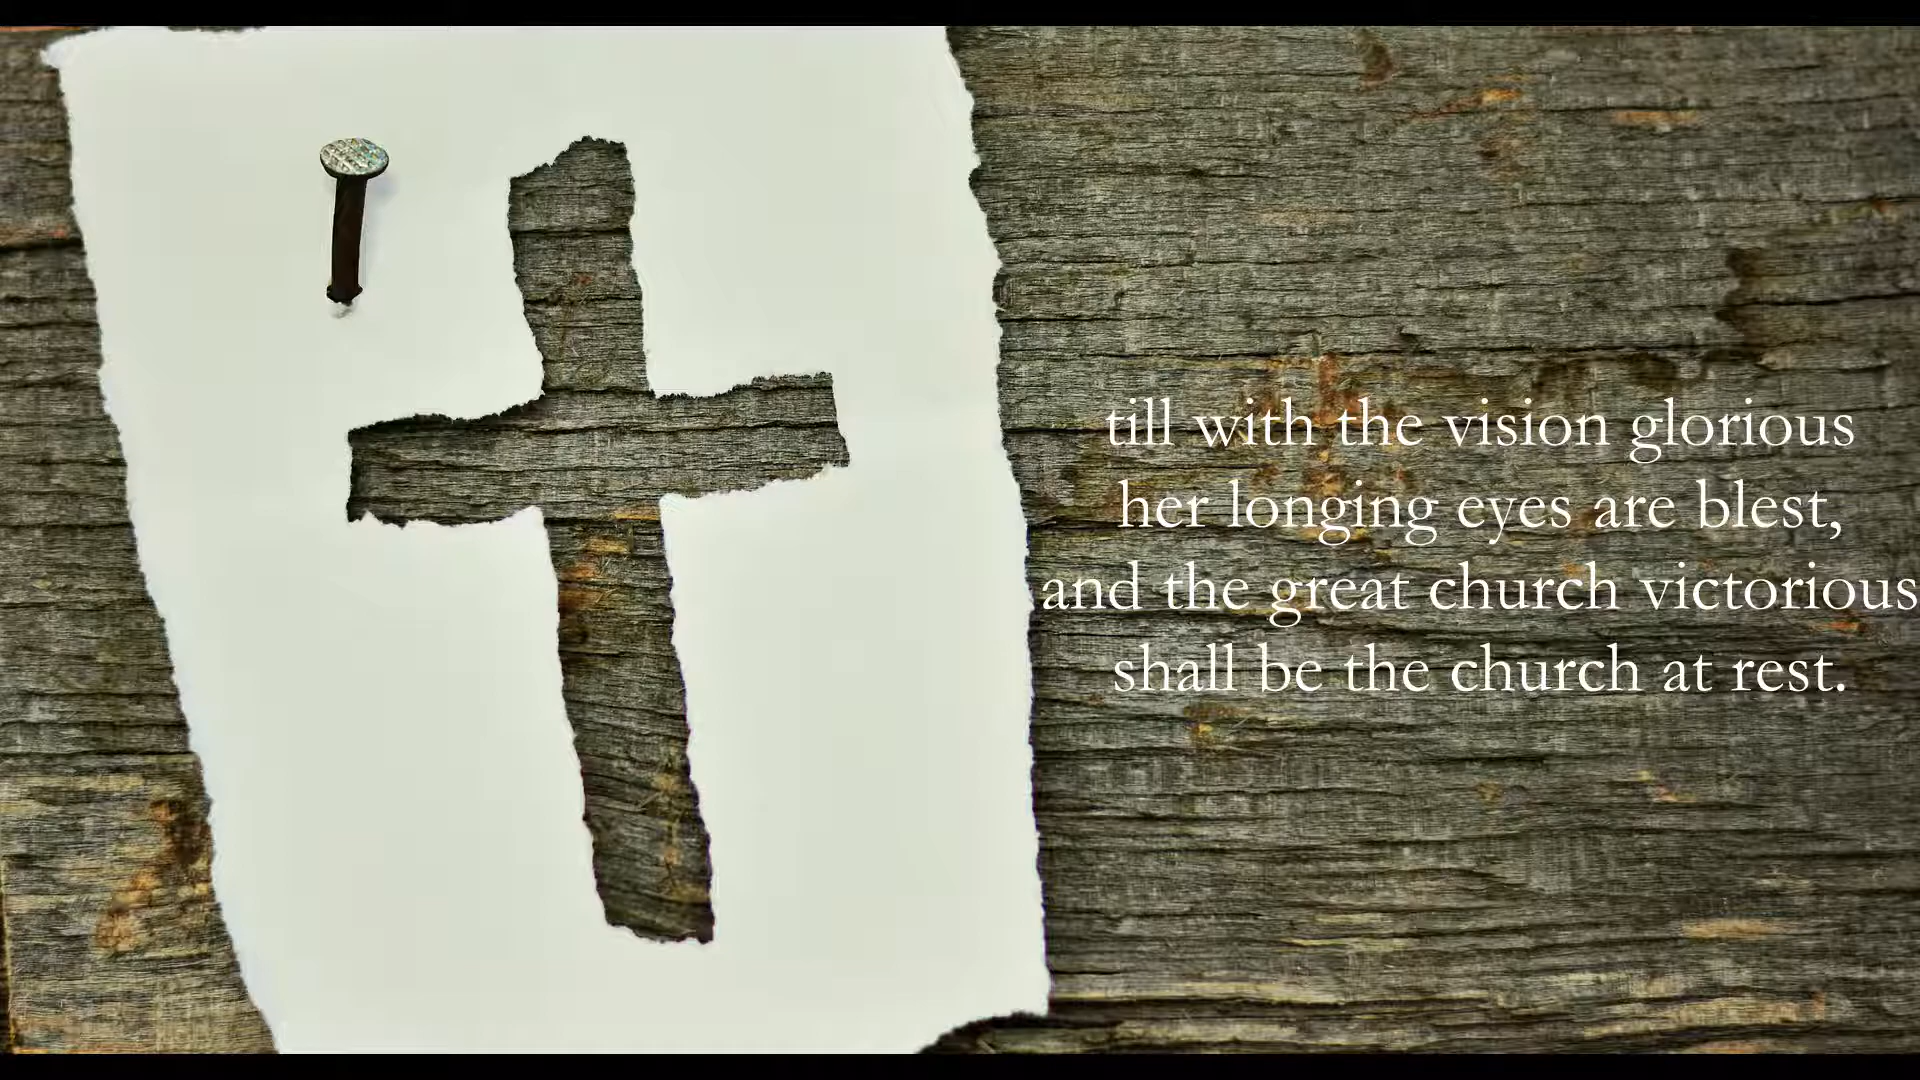 till with the vision glorious
her longing eyes are blest,
and the great church victorious
shall be the church at rest.